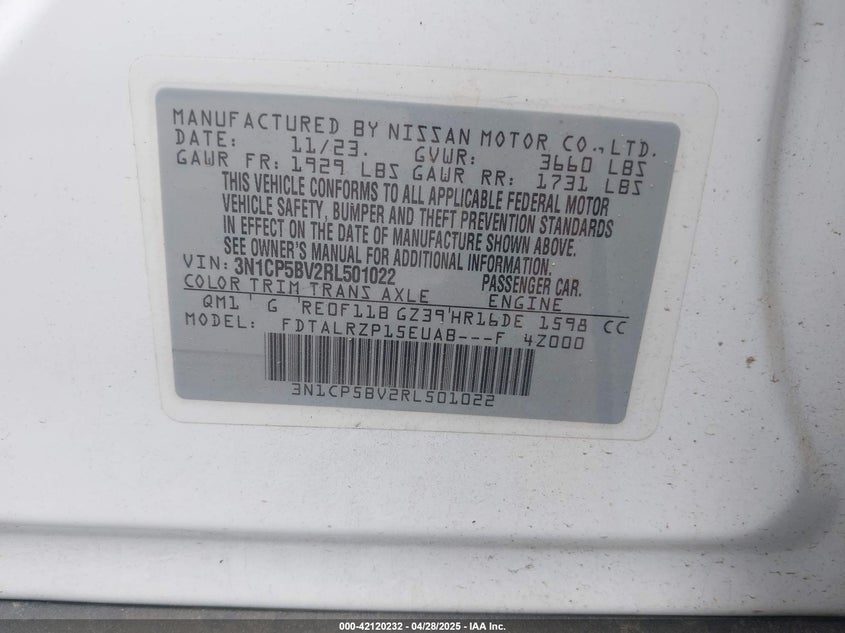 MANUFACTURED BY NISSAN MOTOR CO., LTD.
DATE: 11/23. GVWR: 3660 LBS
GAWR FR: 1929 LBS GAWR RR: 1731 LBS
THIS VEHICLE CONFORMS TO ALL APPLICABLE FEDERAL MOTOR
VEHICLE SAFETY, BUMPER AND THEFT PREVENTION STANDARDS
IN EFFECT ON THE DATE OF MANUFACTURE SHOWN ABOVE.
SEE OWNER'S MANUAL FOR ADDITIONAL INFORMATION.
VIN: 3N1CP5BV2RL501022 PASSENGER CAR.
COLOR TRIM TRANS AXLE ENGINE
QM1 G RE0F11B GZ39 HR16DE 1598 CC
MODEL: FDTALRZP15EUAB---F 4Z000
3N1CP5BV2RL501022
000-42120232 - 04/28/2025 - IAA Inc.